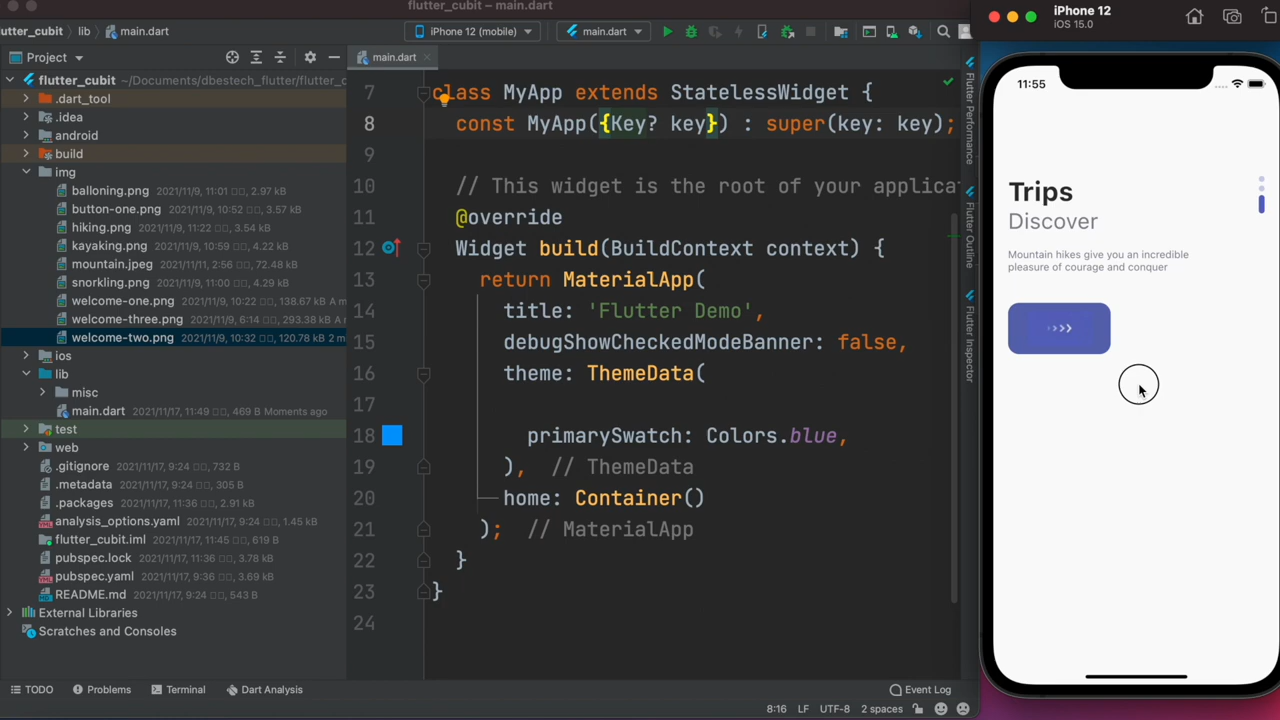 flutter_cubit – main.dart
iPhone 12
iOS 15.0
utter_cubit
lib
main.dart
iPhone 12 (mobile)
main.dart
Project
main.dart
flutter_cubit ~/Documents/dbestech_flutter/flutter_c
.dart_tool
.idea
android
build
img
balloning.png 2021/11/9, 11:01 2.97 kB
button-one.png 2021/11/9, 10:52 3.57 kB
hiking.png 2021/11/9, 11:22 3.54 kB
kayaking.png 2021/11/9, 10:59 4.22 kB
mountain.jpeg 2021/11/11, 2:56 72.48 kB
snorkling.png 2021/11/9, 11:00 4.29 kB
welcome-one.png 2021/11/9, 10:22 138.67 kB A m
welcome-three.png 2021/11/9, 6:14 293.38 kB A m
welcome-two.png 2021/11/9, 10:32 120.78 kB 2 m
ios
lib
misc
main.dart 2021/11/17, 11:49 469 B Moments ago
test
web
.gitignore 2021/11/17, 9:24 732 B
.metadata 2021/11/17, 9:24 305 B
.packages 2021/11/17, 11:36 2.91 kB
analysis_options.yaml 2021/11/17, 9:24 1.45 kB
flutter_cubit.iml 2021/11/17, 11:45 619 B
pubspec.lock 2021/11/17, 11:36 3.78 kB
pubspec.yaml 2021/11/17, 9:36 3.69 kB
README.md 2021/11/17, 9:24 543 B
External Libraries
Scratches and Consoles
7 class MyApp extends StatelessWidget {
8 const MyApp({Key? key}) : super(key: key);
9
10 // This widget is the root of your applicat
11 @override
12 Widget build(BuildContext context) {
13 return MaterialApp(
14 title: 'Flutter Demo',
15 debugShowCheckedModeBanner: false,
16 theme: ThemeData(
17
18 primarySwatch: Colors.blue,
19 ), // ThemeData
20 home: Container()
21 ); // MaterialApp
22 }
23 }
24
Flutter Performance
Flutter Outline
Flutter Inspector
11:55
Trips
Discover
Mountain hikes give you an incredible
pleasure of courage and conquer
TODO
Problems
Terminal
Dart Analysis
Event Log
8:16 LF UTF-8 2 spaces